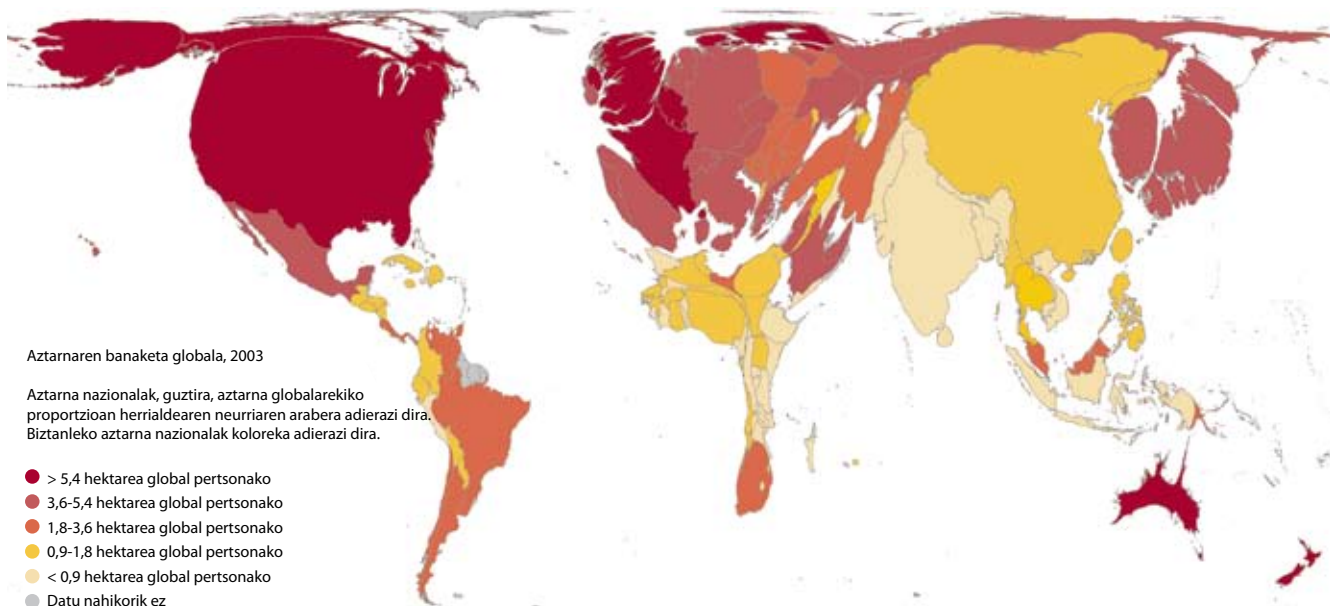 Aztarnaren banaketa globala, 2003
Aztarna nazionalak, guztira, aztarna globalarekiko
proportzioan herrialdearen neurriaren arabera adierazi dira.
Biztanleko aztarna nazionalak koloreka adierazi dira.
> 5,4 hektarea global pertsonako
3,6-5,4 hektarea global pertsonako
1,8-3,6 hektarea global pertsonako
0,9-1,8 hektarea global pertsonako
< 0,9 hektarea global pertsonako
Datu nahikorik ez